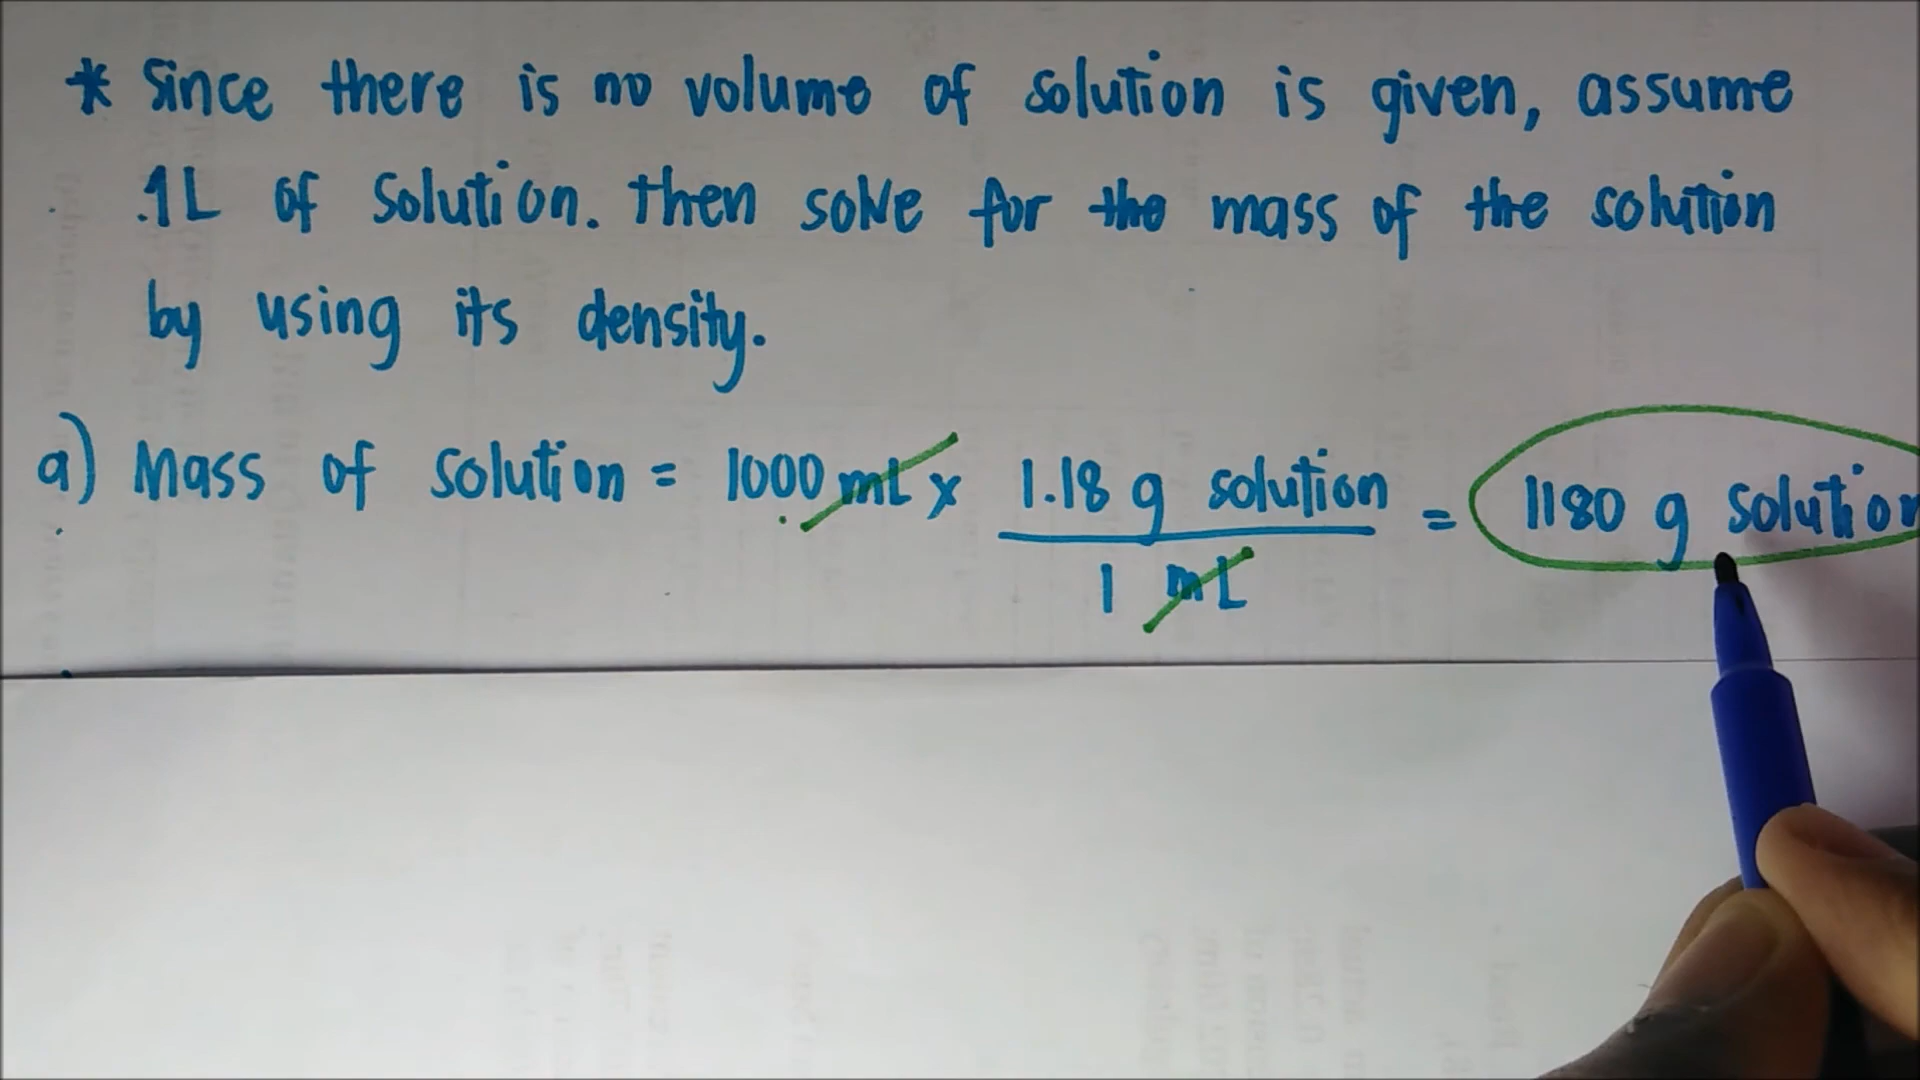 * Since there is no volume of solution is given, assume
1L of solution. Then solve for the mass of the solution
by using its density.
a) Mass of solution = 1000 mL x 1.18 g solution / 1 mL = 1180 g solution